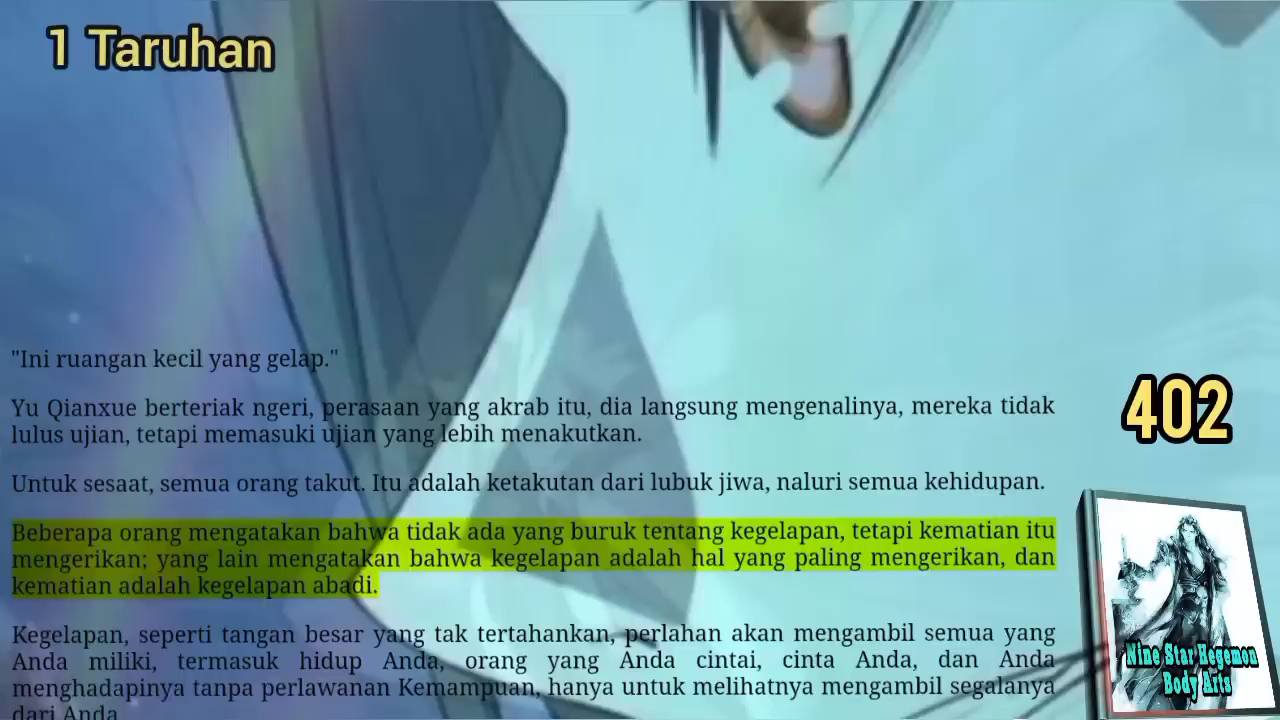 1 Taruhan
"Ini ruangan kecil yang gelap."
Yu Qianxue berteriak ngeri, perasaan yang akrab itu, dia langsung mengenalinya, mereka tidak
lulus ujian, tetapi memasuki ujian yang lebih menakutkan.
Untuk sesaat, semua orang takut. Itu adalah ketakutan dari lubuk jiwa, naluri semua kehidupan.
402
Beberapa orang mengatakan bahwa tidak ada yang buruk tentang kegelapan, tetapi kematian itu
mengerikan; yang lain mengatakan bahwa kegelapan adalah hal yang paling mengerikan, dan
kematian adalah kegelapan abadi.
Kegelapan, seperti tangan besar yang tak tertahankan, perlahan akan mengambil semua yang
Anda miliki, termasuk hidup Anda, orang yang Anda cintai, cinta Anda, dan Anda
menghadapinya tanpa perlawanan Kemampuan, hanya untuk melihatnya mengambil segalanya
dari Anda
Nine Star Hegemon
Body Arts